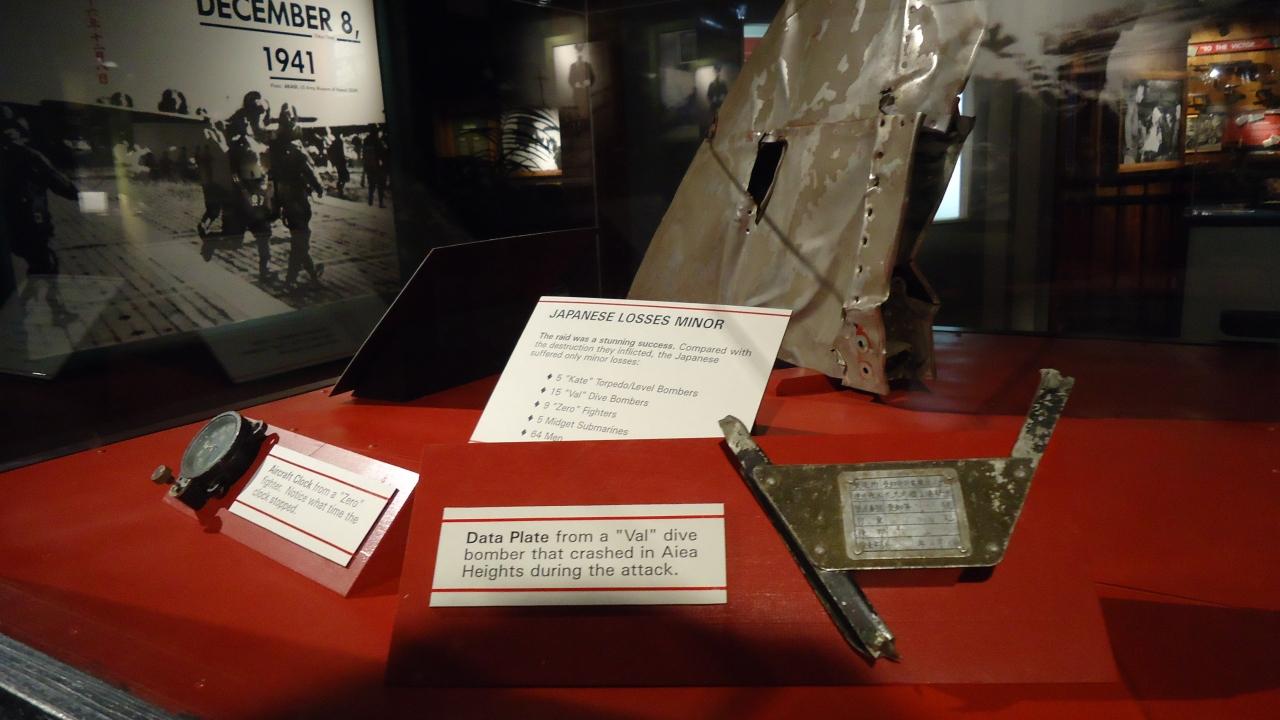 DECEMBER 8,
1941
"TO THE VICTOR
JAPANESE LOSSES MINOR
The raid was a stunning success. Compared with
the destruction they inflicted, the Japanese
suffered only minor losses:
♦ 5 "Kate" Torpedo/Level Bombers
♦ 15 "Val" Dive Bombers
♦ 9 "Zero" Fighters
♦ 5 Midget Submarines
♦ 64 Men
Aircraft Clock from a "Zero"
fighter. Notice what time the
clock stopped.
Data Plate from a "Val" dive
bomber that crashed in Aiea
Heights during the attack.